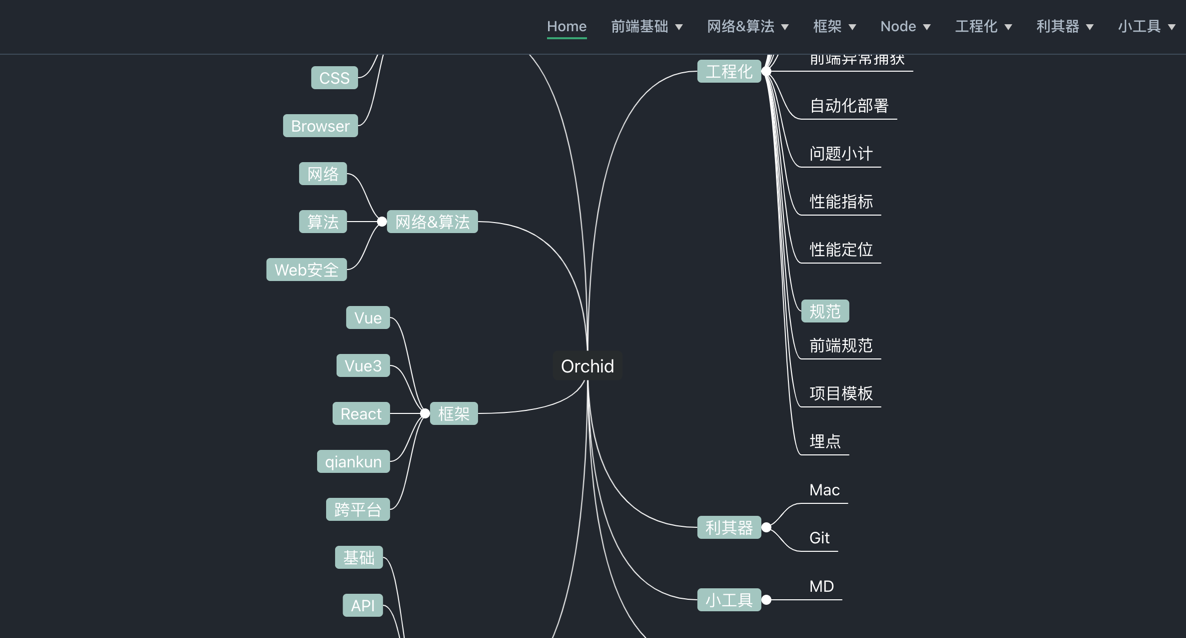 Home
前端基础
网络&算法
框架
Node
工程化
利其器
小工具
CSS
Browser
网络
算法
Web安全
网络&算法
Vue
Vue3
React
qiankun
跨平台
框架
基础
API
Orchid
工程化
前端异常捕获
自动化部署
问题小计
性能指标
性能定位
规范
前端规范
项目模板
埋点
利其器
Mac
Git
小工具
MD